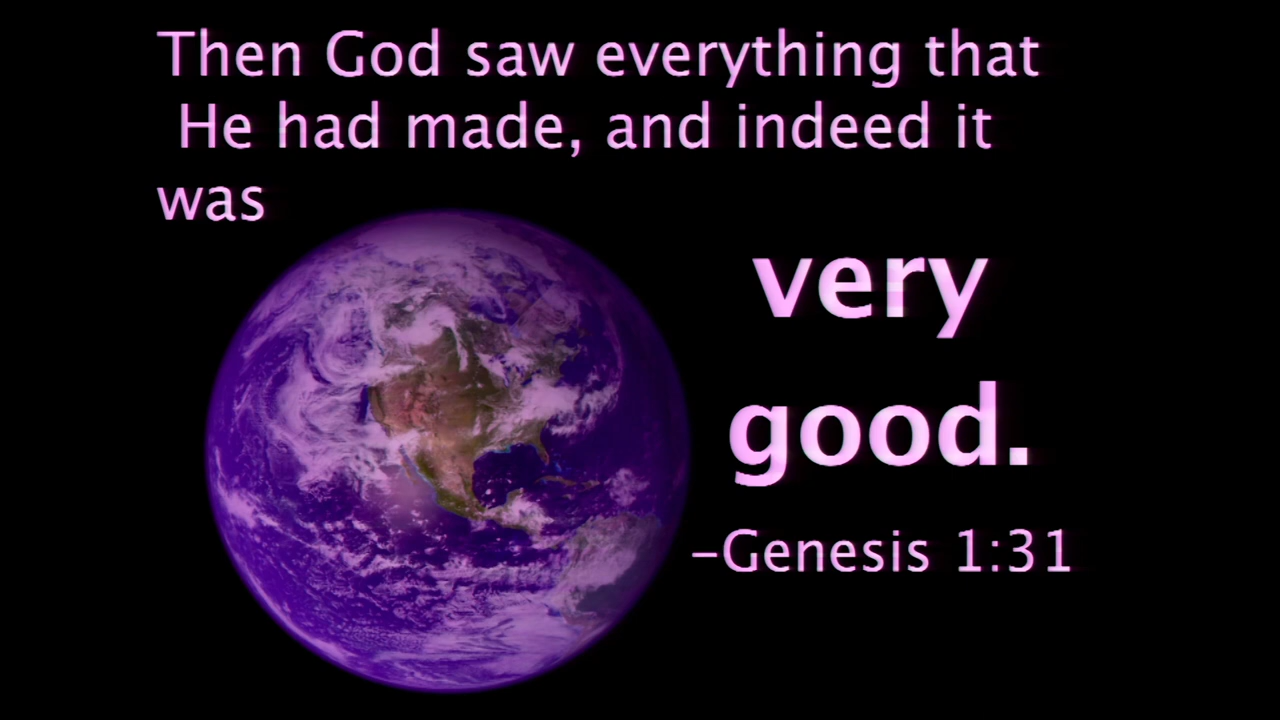 Then God saw everything that
He had made, and indeed it
was
very
good.
–Genesis 1:31